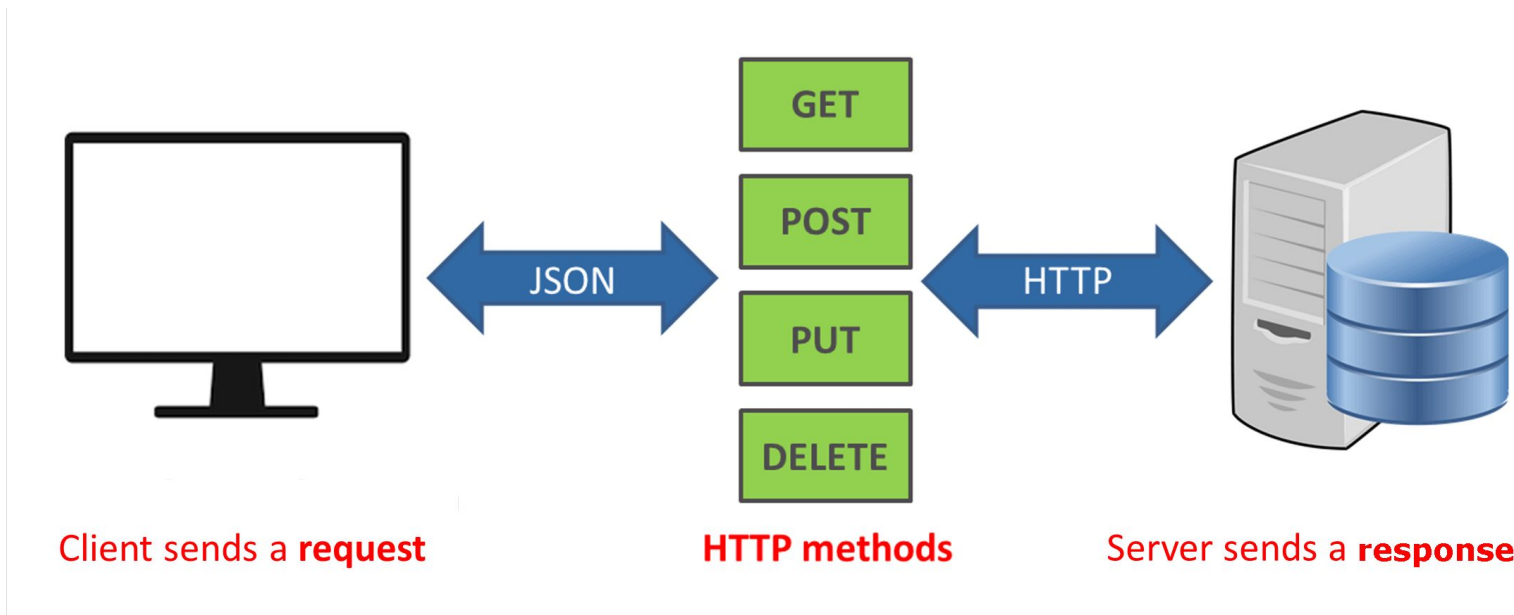 GET
POST
JSON
HTTP
PUT
DELETE
Client sends a request
HTTP methods
Server sends a response